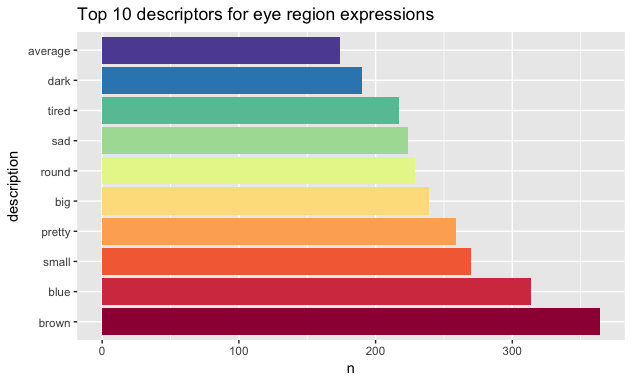 Top 10 descriptors for eye region expressions
description
average
dark
tired
sad
round
big
pretty
small
blue
brown
0 100 200 300
n